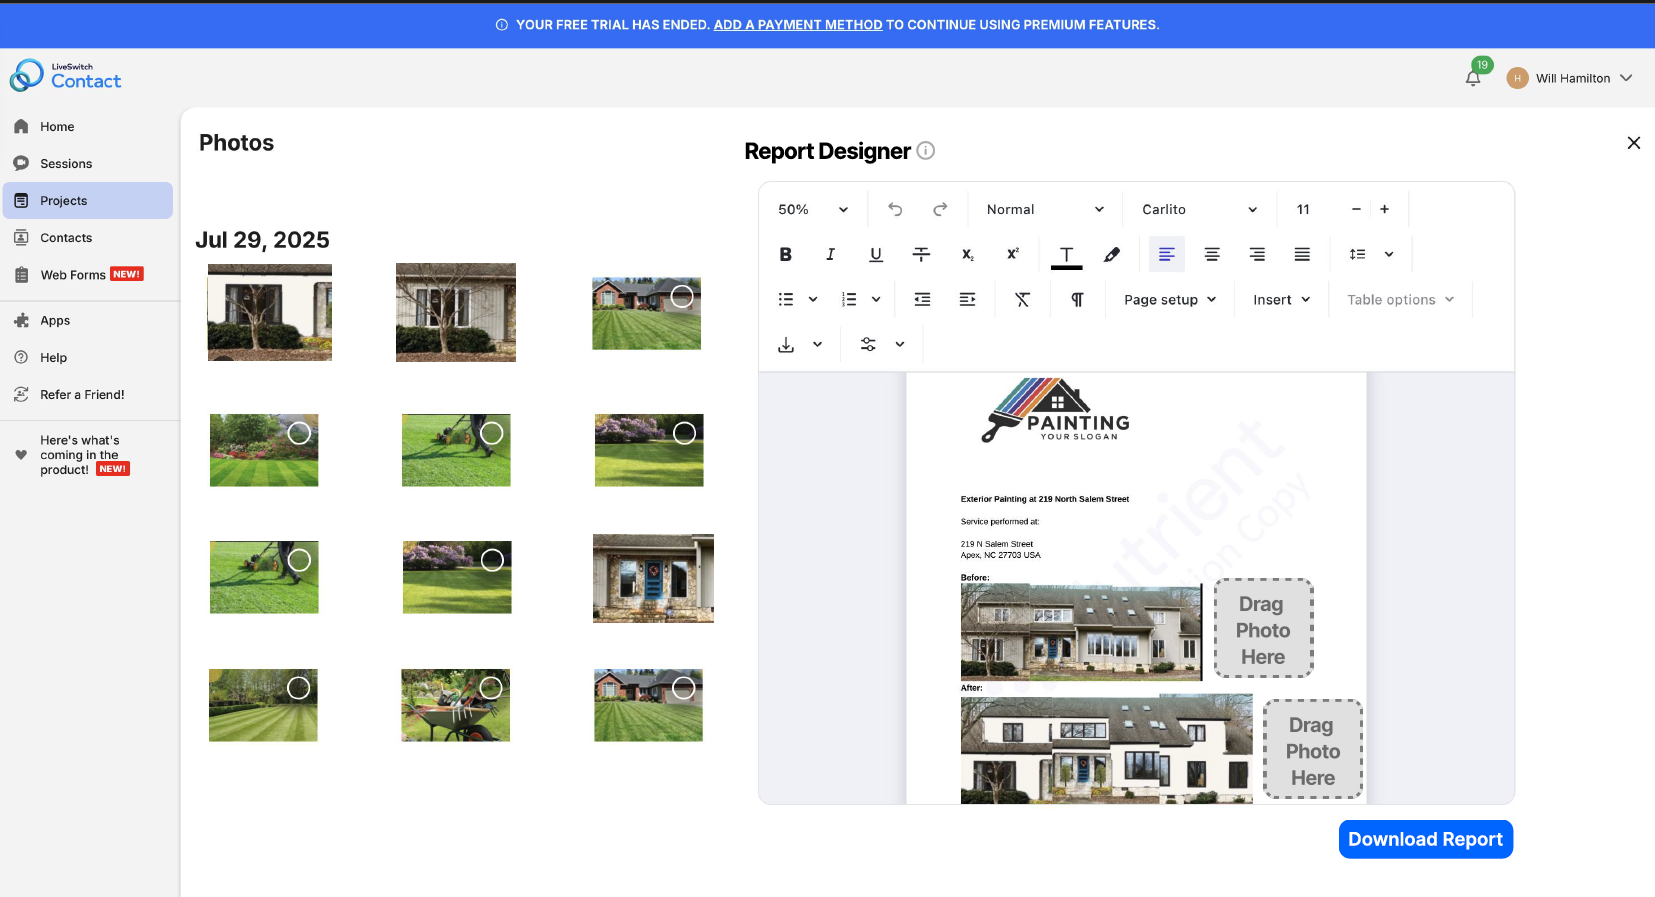 YOUR FREE TRIAL HAS ENDED. ADD A PAYMENT METHOD TO CONTINUE USING PREMIUM FEATURES.
LiveSwitch
Contact
19
H
Will Hamilton
Home
Sessions
Projects
Contacts
Web Forms NEW!
Apps
Help
Refer a Friend!
Here's what's
coming in the
product! NEW!
Photos
Jul 29, 2025
Report Designer
50%
Normal
Carlito
11
Page setup
Insert
Table options
PAINTING
YOUR SLOGAN
Exterior Painting at 219 North Salem Street
Service performed at:
219 N Salem Street
Apex, NC 27703 USA
Before:
Drag
Photo
Here
After:
Drag
Photo
Here
Download Report